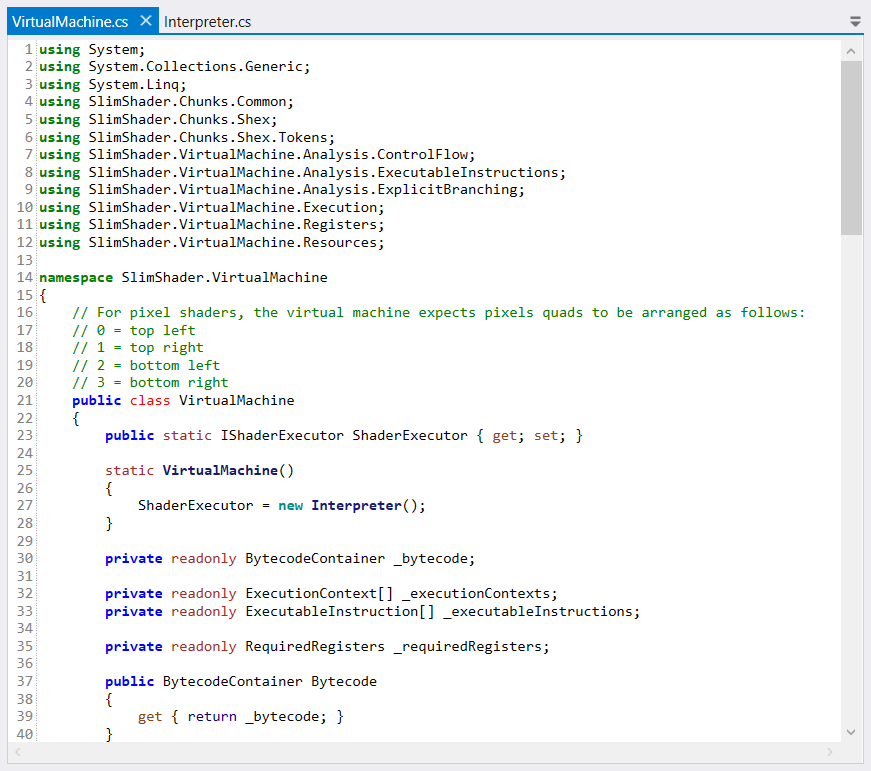 VirtualMachine.cs Interpreter.cs
1 using System;
2 using System.Collections.Generic;
3 using System.Linq;
4 using SlimShader.Chunks.Common;
5 using SlimShader.Chunks.Shex;
6 using SlimShader.Chunks.Shex.Tokens;
7 using SlimShader.VirtualMachine.Analysis.ControlFlow;
8 using SlimShader.VirtualMachine.Analysis.ExecutableInstructions;
9 using SlimShader.VirtualMachine.Analysis.ExplicitBranching;
10 using SlimShader.VirtualMachine.Execution;
11 using SlimShader.VirtualMachine.Registers;
12 using SlimShader.VirtualMachine.Resources;
13
14 namespace SlimShader.VirtualMachine
15 {
16     // For pixel shaders, the virtual machine expects pixels quads to be arranged as follows:
17     // 0 = top left
18     // 1 = top right
19     // 2 = bottom left
20     // 3 = bottom right
21     public class VirtualMachine
22     {
23         public static IShaderExecutor ShaderExecutor { get; set; }
24
25         static VirtualMachine()
26         {
27             ShaderExecutor = new Interpreter();
28         }
29
30         private readonly BytecodeContainer _bytecode;
31
32         private readonly ExecutionContext[] _executionContexts;
33         private readonly ExecutableInstruction[] _executableInstructions;
34
35         private readonly RequiredRegisters _requiredRegisters;
36
37         public BytecodeContainer Bytecode
38         {
39             get { return _bytecode; }
40         }